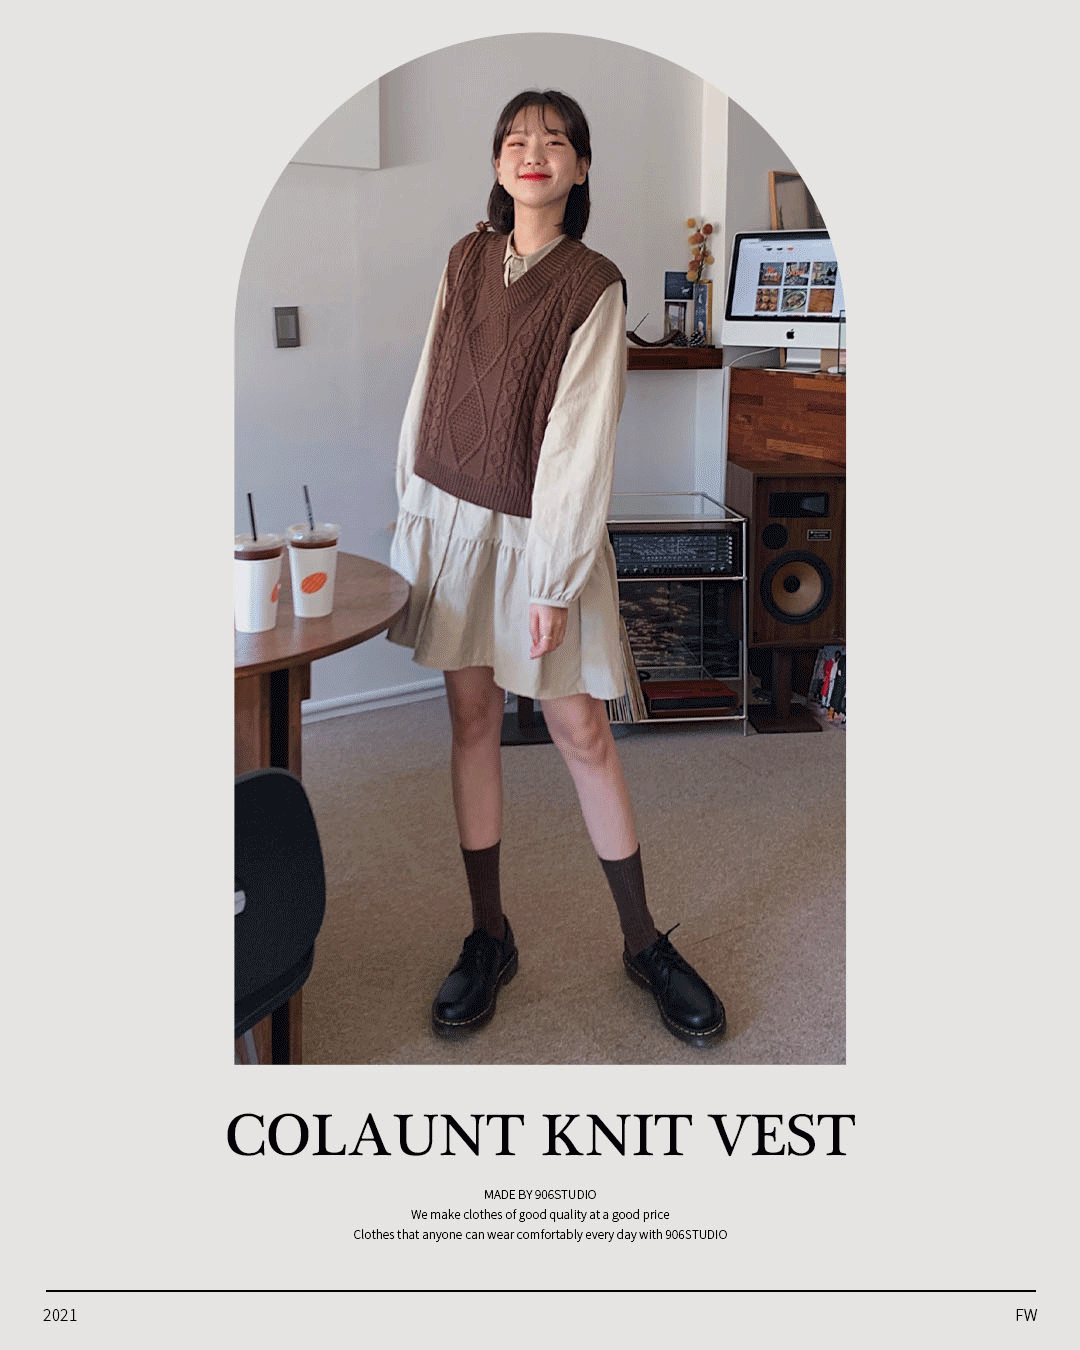 COLAUNT KNIT VEST
MADE BY 906STUDIO
We make clothes of good quality at a good price
Clothes that anyone can wear comfortably every day with 906STUDIO
2021
FW